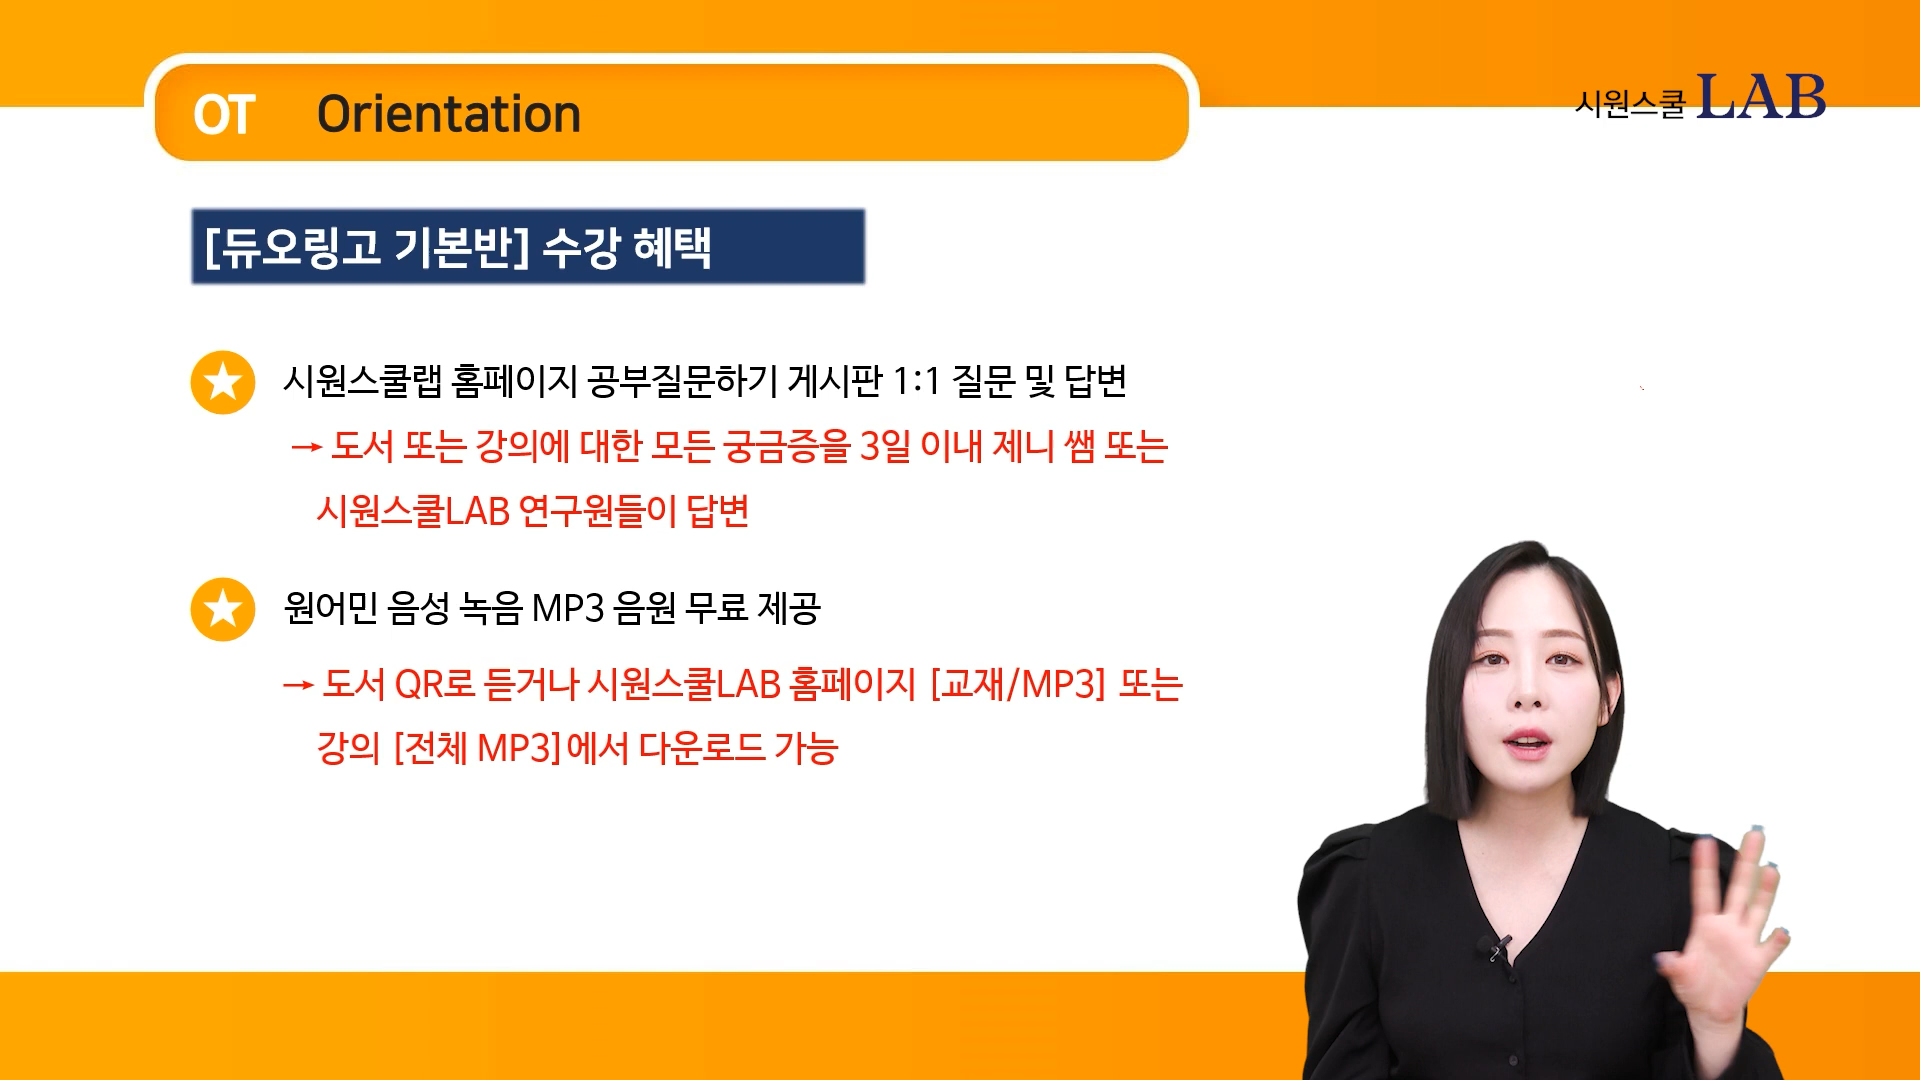 OT Orientation
시원스쿨 LAB
[듀오링고 기본반] 수강 혜택
시원스쿨랩 홈페이지 공부질문하기 게시판 1:1 질문 및 답변
→ 도서 또는 강의에 대한 모든 궁금증을 3일 이내 제니 쌤 또는
시원스쿨LAB 연구원들이 답변
원어민 음성 녹음 MP3 음원 무료 제공
→ 도서 QR로 듣거나 시원스쿨LAB 홈페이지 [교재/MP3] 또는
강의 [전체 MP3]에서 다운로드 가능